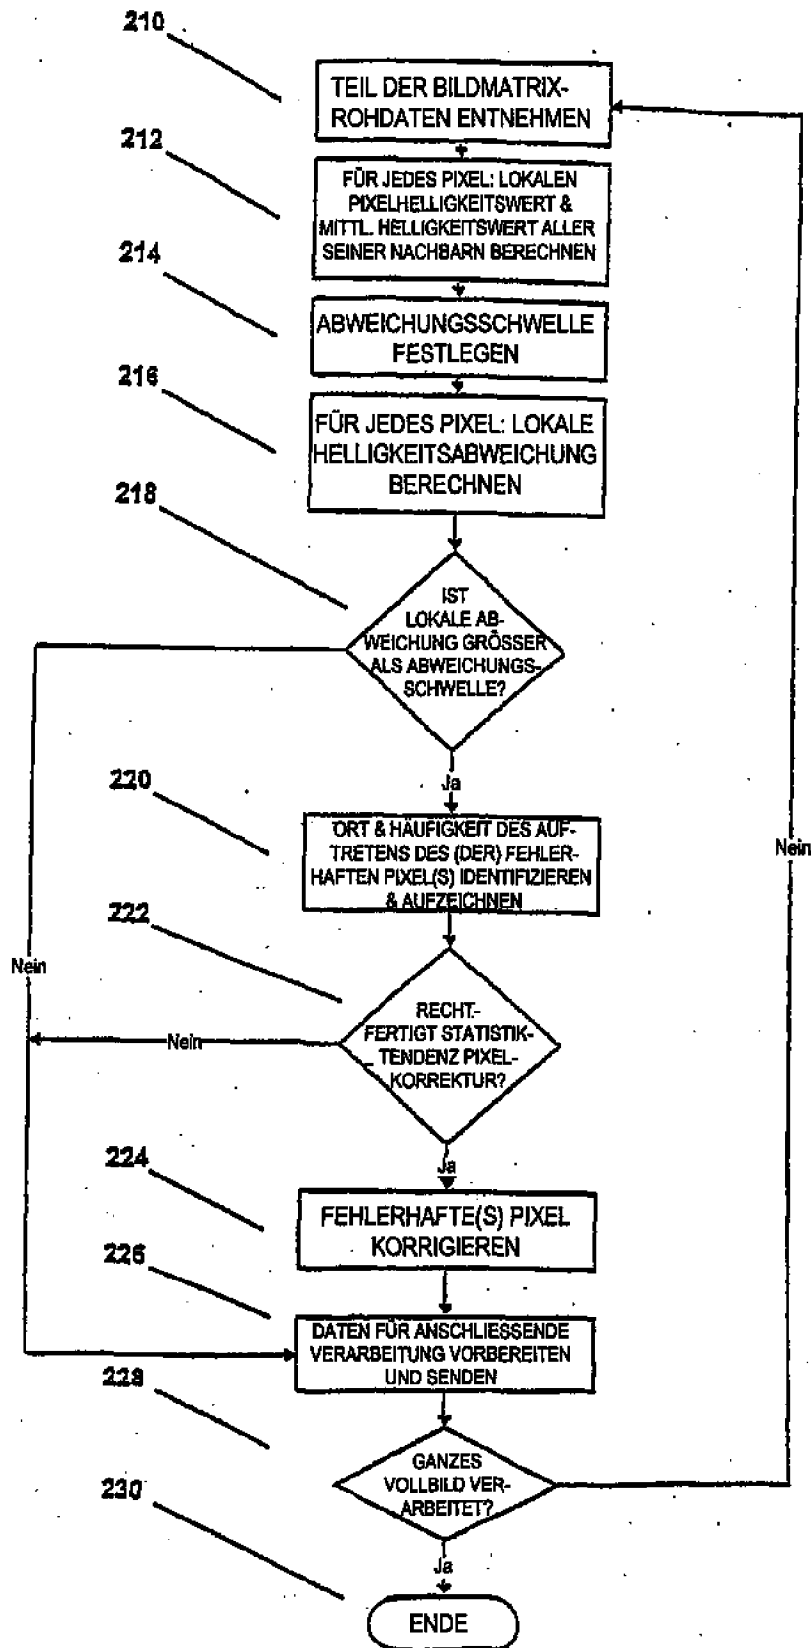 210
TEIL DER BILDMATRIX-
ROHDATEN ENTNEHMEN
212
FÜR JEDES PIXEL: LOKALEN
PIXELHELLIGKEITSWERT &
MITTL. HELLIGKEITSWERT ALLER
SEINER NACHBARN BERECHNEN
214
ABWEICHUNGSSCHWELLE
FESTLEGEN
216
FÜR JEDES PIXEL: LOKALE
HELLIGKEITSABWEICHUNG
BERECHNEN
218
IST
LOKALE AB-
WEICHUNG GRÖSSER
ALS ABWEICHUNGS-
SCHWELLE?
Ja
220
ORT & HÄUFIGKEIT DES AUF-
TRETENS DES (DER) FEHLER-
HAFTEN PIXEL(S) IDENTIFIZIEREN
& AUFZEICHNEN
Nein
222
Nein
RECHT-
FERTIGT STATISTIK-
TENDENZ PIXEL-
KORREKTUR?
Nein
Ja
224
FEHLERHAFTE(S) PIXEL
KORRIGIEREN
226
DATEN FÜR ANSCHLIESSENDE
VERARBEITUNG VORBEREITEN
UND SENDEN
228
GANZES
VOLLBILD VER-
ARBEITET?
Ja
230
ENDE